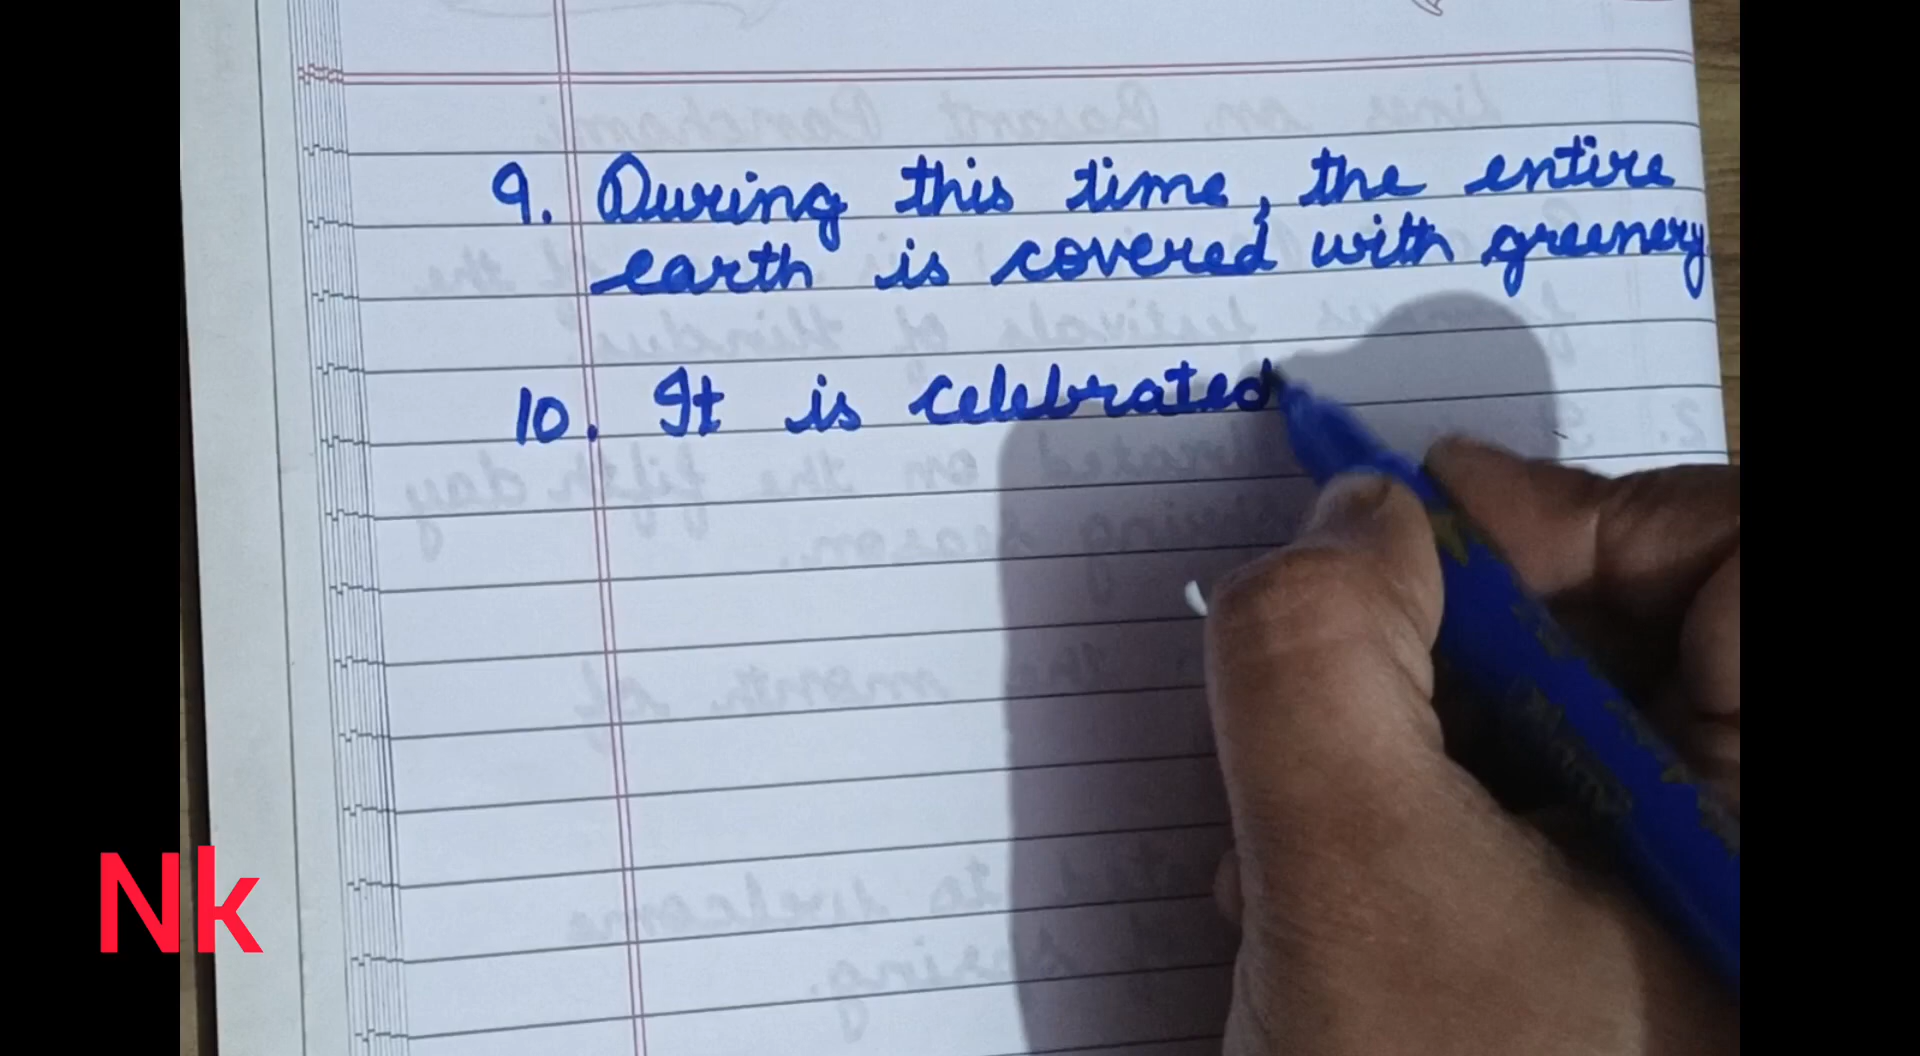 9. During this time, the entire
earth is covered with greenery.
10. It is celebrated
Nk